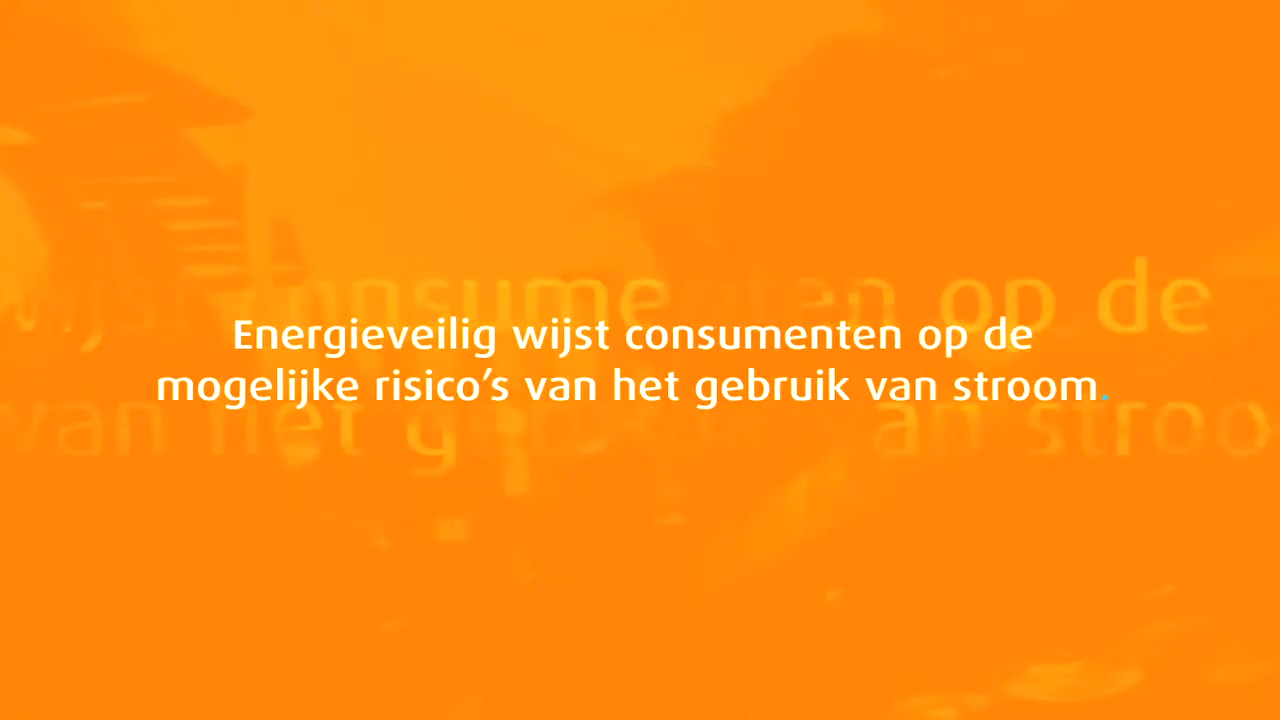 Energieveilig wijst consumenten op de
mogelijke risico’s van het gebruik van stroom.